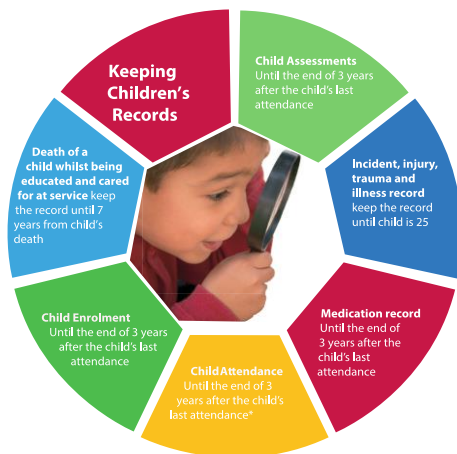 Keeping
Children's
Records
Child Assessments
Until the end of 3 years
after the child's last
attendance
Incident, injury,
trauma and
illness record
keep the record
until child is 25
Medication record
Until the end of
3 years after the
child's last
attendance
Child Attendance
Until the end of 3
years after the child's
last attendance*
Child Enrolment
Until the end of 3 years
after the child's last
attendance
Death of a
child whilst being
educated and cared
for at service keep
the record until 7
years from child's
death